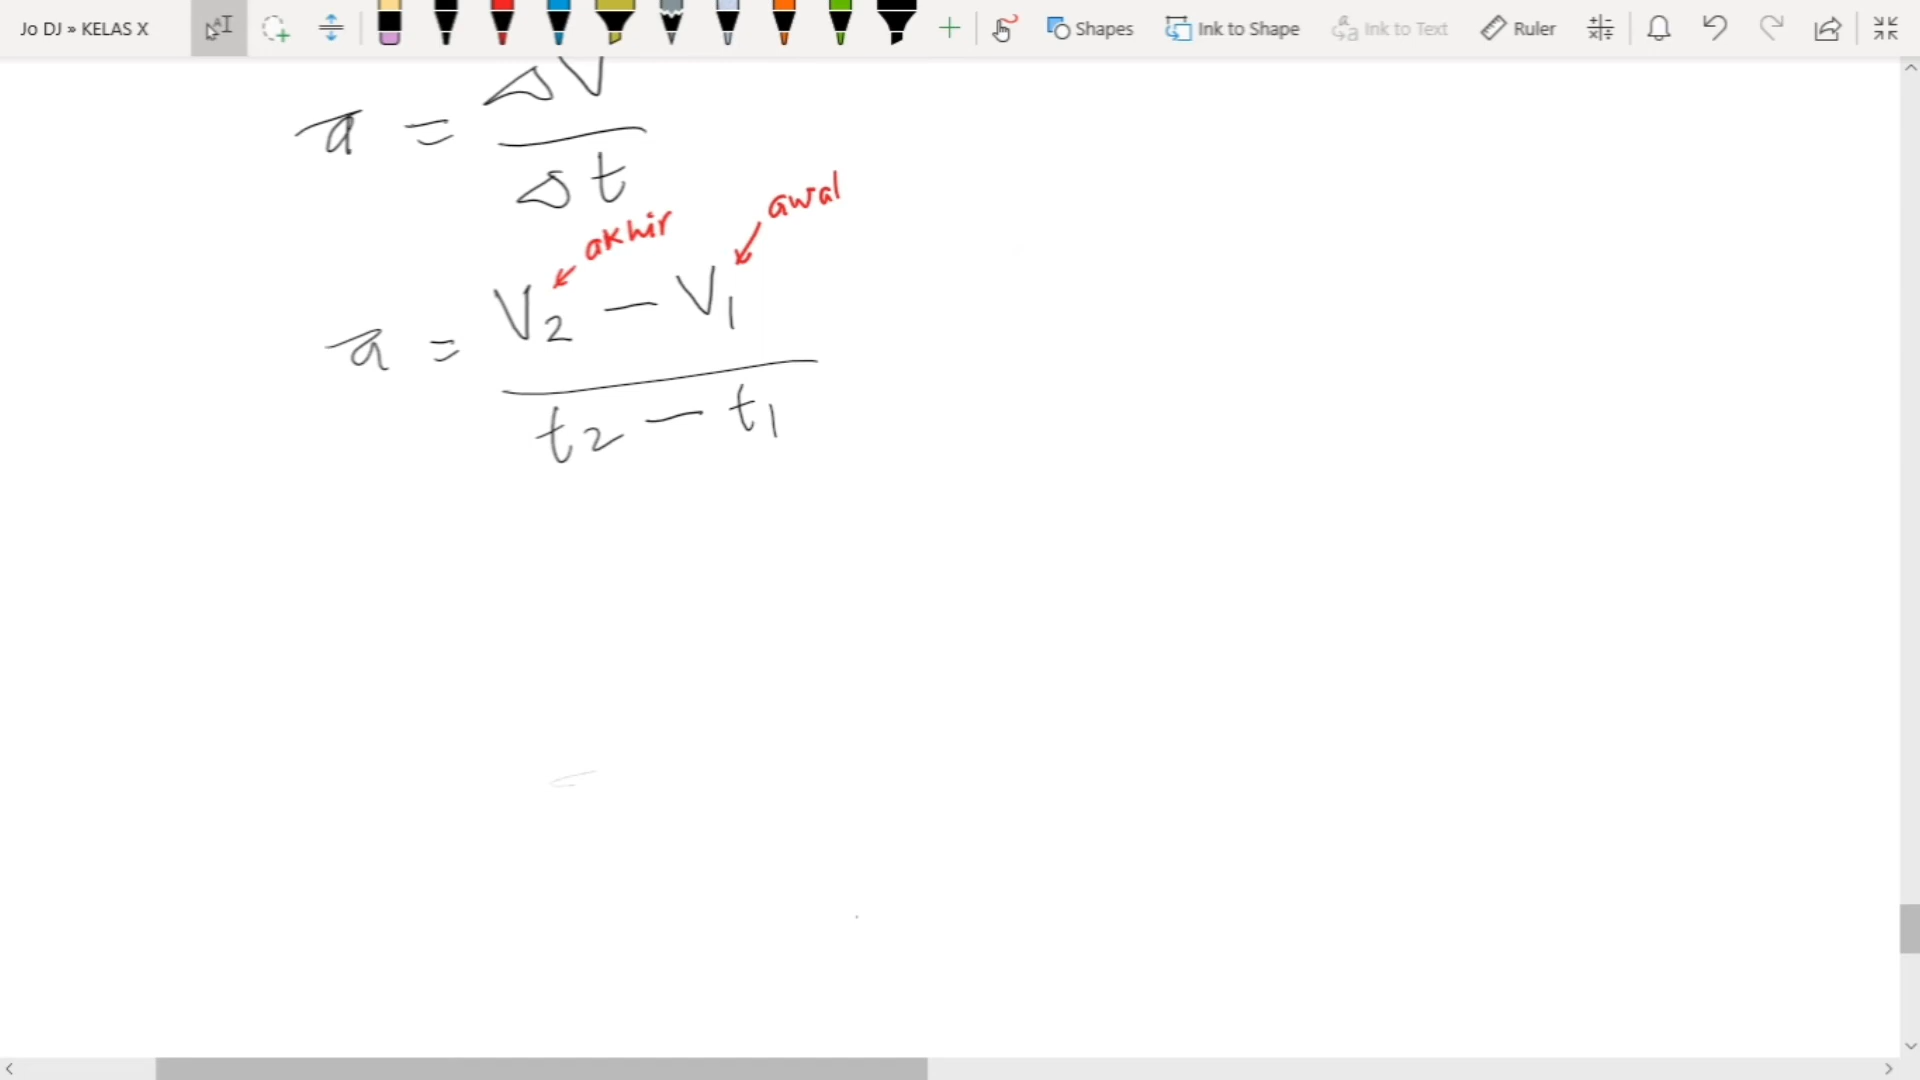 Jo DJ » KELAS X
Shapes
Ink to Shape
Ink to Text
Ruler
a̅ = ΔV / Δt
akhir
awal
a̅ = V₂ - V₁ / t₂ - t₁